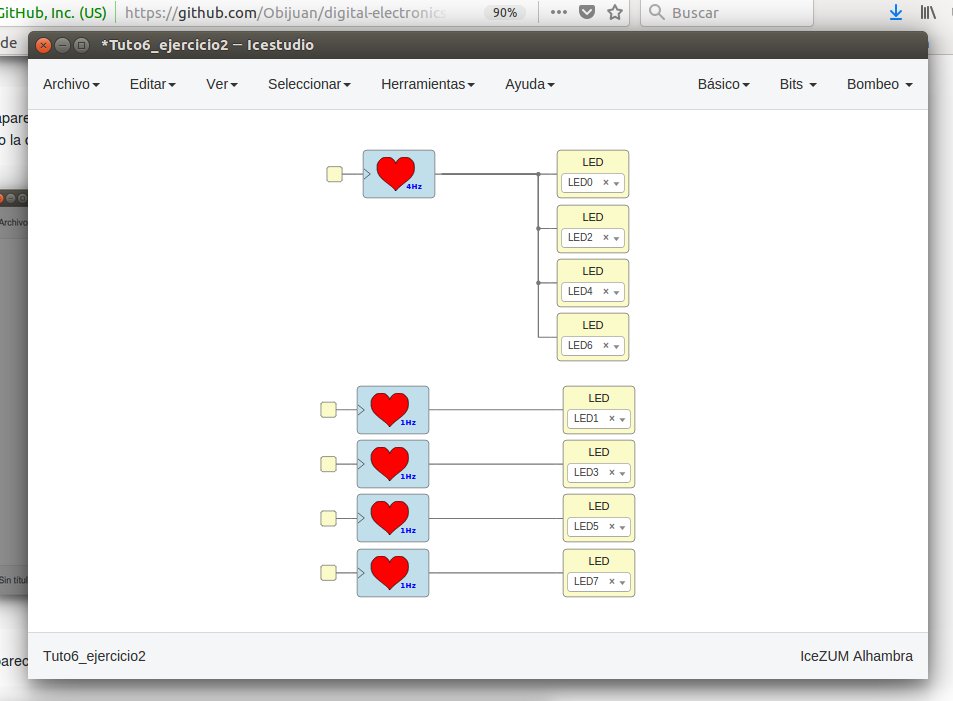 GitHub, Inc. (US) https://github.com/Obijuan/digital-electronics 90% Buscar
de
*Tuto6_ejercicio2 — Icestudio
Archivo Editar Ver Seleccionar Herramientas Ayuda Básico Bits Bombeo
apare
o la
Archivo
4Hz
LED
LED0 × 
LED
LED2 ×
LED
LED4 ×
LED
LED6 ×
1Hz
LED
LED1 ×
1Hz
LED
LED3 ×
1Hz
LED
LED5 ×
1Hz
LED
LED7 ×
Sin títul
parec
Tuto6_ejercicio2 IceZUM Alhambra